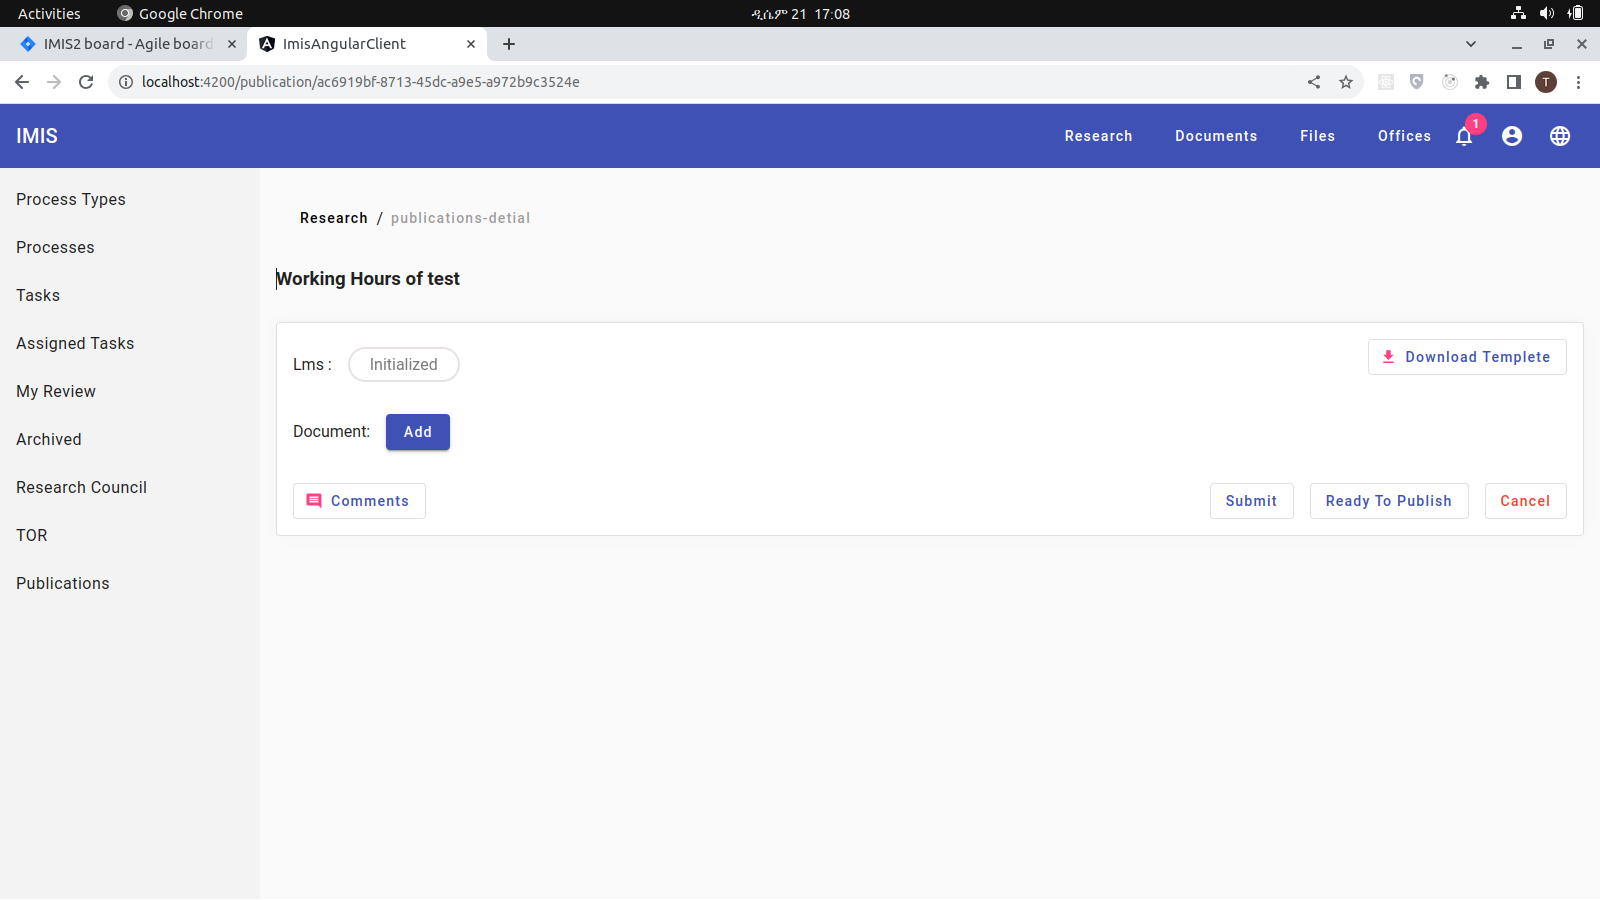 Activities Google Chrome ዲሴም 21 17:08
IMIS2 board - Agile board ImisAngularClient
localhost:4200/publication/ac6919bf-8713-45dc-a9e5-a972b9c3524e T
IMIS Research Documents Files Offices 1
Process Types
Processes
Tasks
Assigned Tasks
My Review
Archived
Research Council
TOR
Publications
Research / publications-detial
Working Hours of test
Lms : Initialized Download Templete
Document: Add
Comments Submit Ready To Publish Cancel